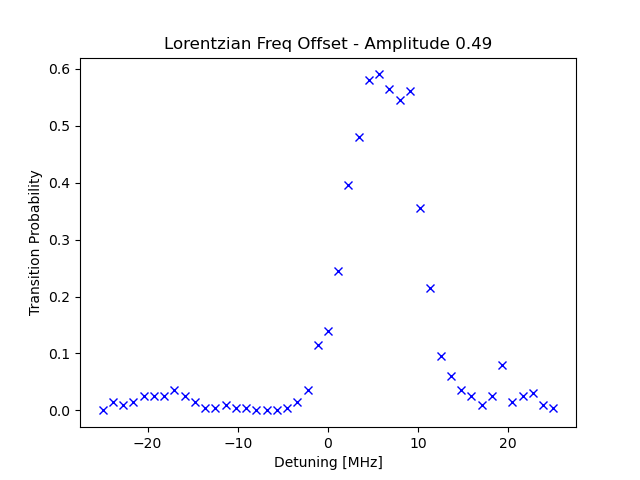 Lorentzian Freq Offset - Amplitude 0.49
0.6
0.5
0.4
0.3
0.2
0.1
0.0
Transition Probability
−20 −10 0 10 20
Detuning [MHz]